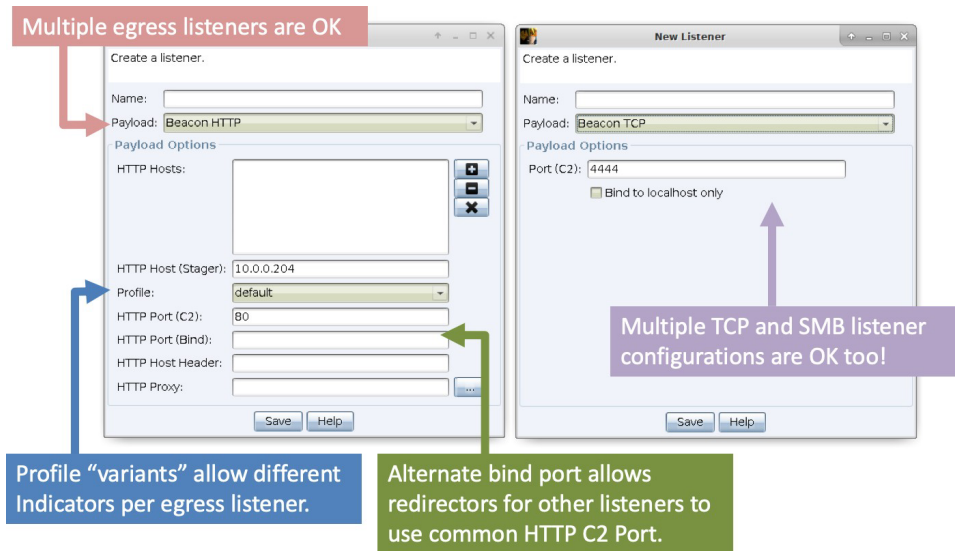 Multiple egress listeners are OK
Create a listener.
Name:
Payload: Beacon HTTP
Payload Options
HTTP Hosts:
HTTP Host (Stager): 10.0.0.204
Profile: default
HTTP Port (C2): 80
HTTP Port (Bind):
HTTP Host Header:
HTTP Proxy:
...
Save Help
New Listener
Create a listener.
Name:
Payload: Beacon TCP
Payload Options
Port (C2): 4444
Bind to localhost only
Multiple TCP and SMB listener
configurations are OK too!
Save Help
Profile “variants” allow different
Indicators per egress listener.
Alternate bind port allows
redirectors for other listeners to
use common HTTP C2 Port.